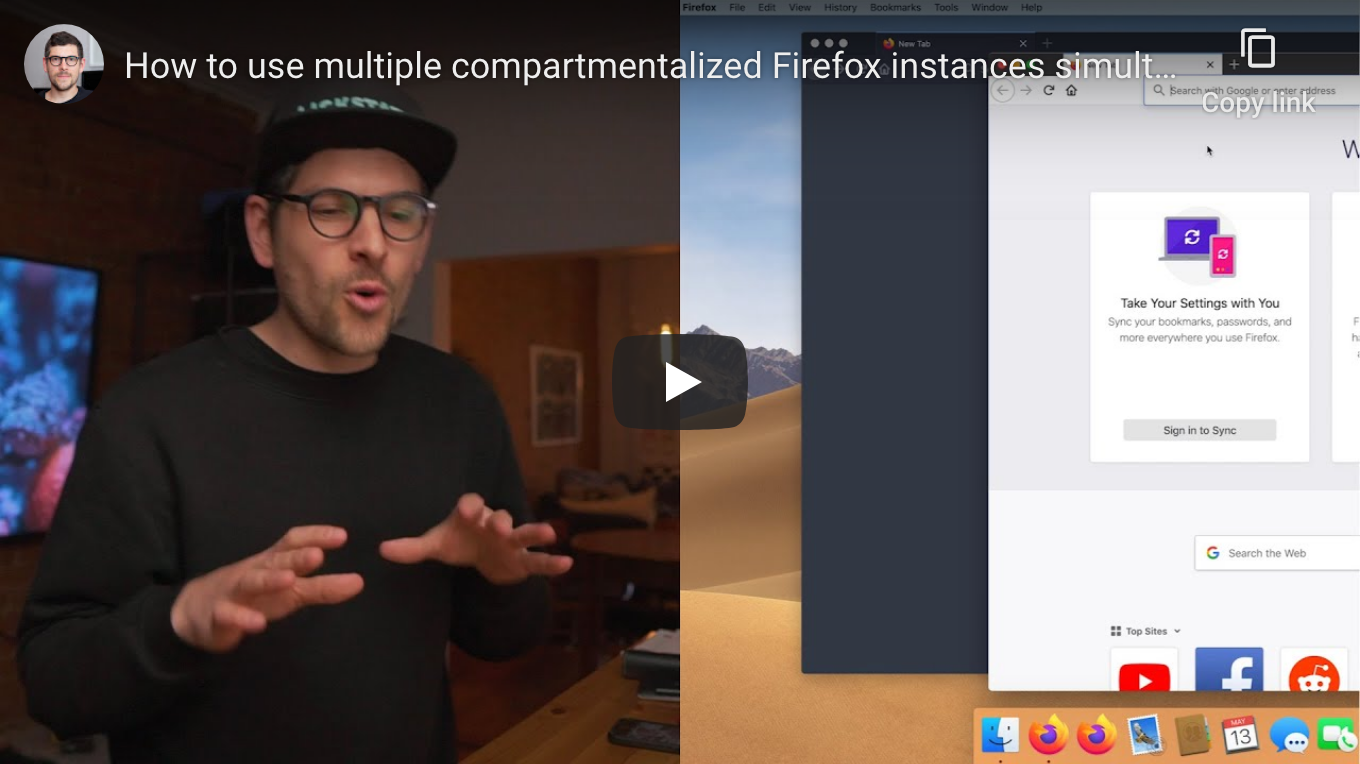 Firefox File Edit View History Bookmarks Tools Window Help
New Tab
How to use multiple compartmentalized Firefox instances simult...
Search with Google or enter address
Copy link
W
Take Your Settings with You
Sync your bookmarks, passwords, and
more everywhere you use Firefox.
Sign in to Sync
Search the Web
Top Sites
MAY
13